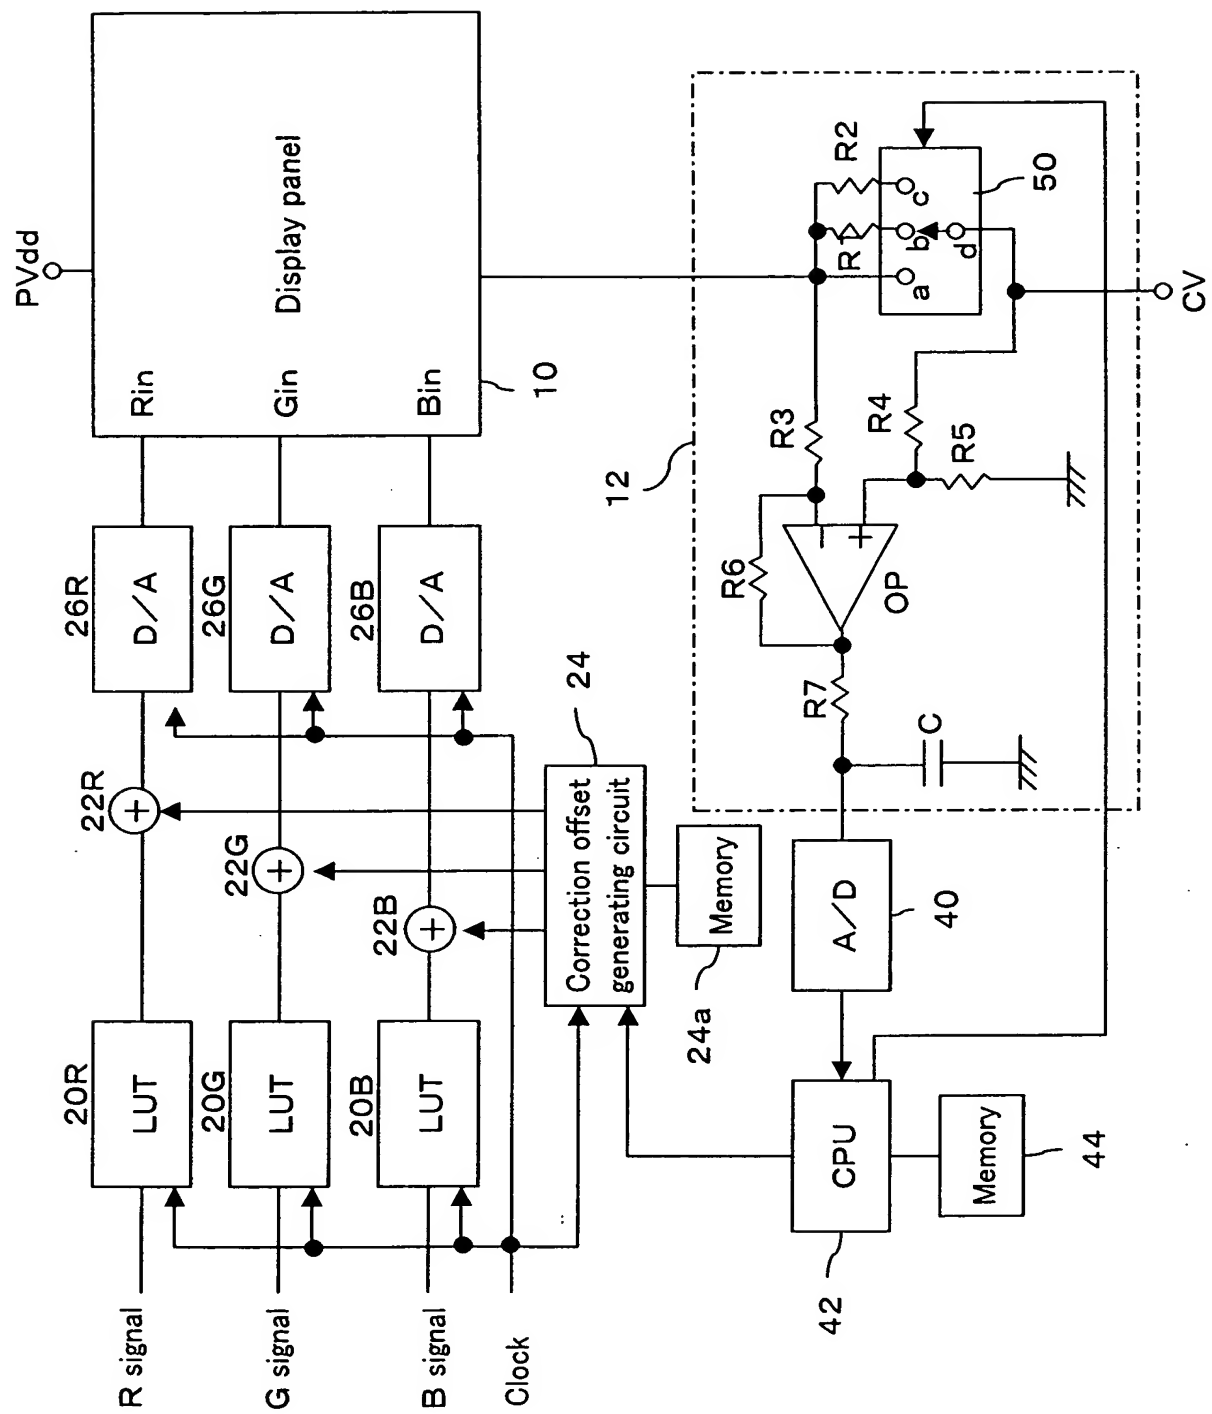 PVdd
Display panel
Rin
Gin
Bin
10
26R
D/A
26G
D/A
26B
D/A
22R
+
22G
+
22B
+
24
Correction offset
generating circuit
Memory
24a
20R
LUT
20G
LUT
20B
LUT
R signal
G signal
B signal
Clock
12
R2
R1
c
b
a
d
50
CV
R3
R4
R5
R6
−
+
OP
R7
C
A/D
40
CPU
42
Memory
44